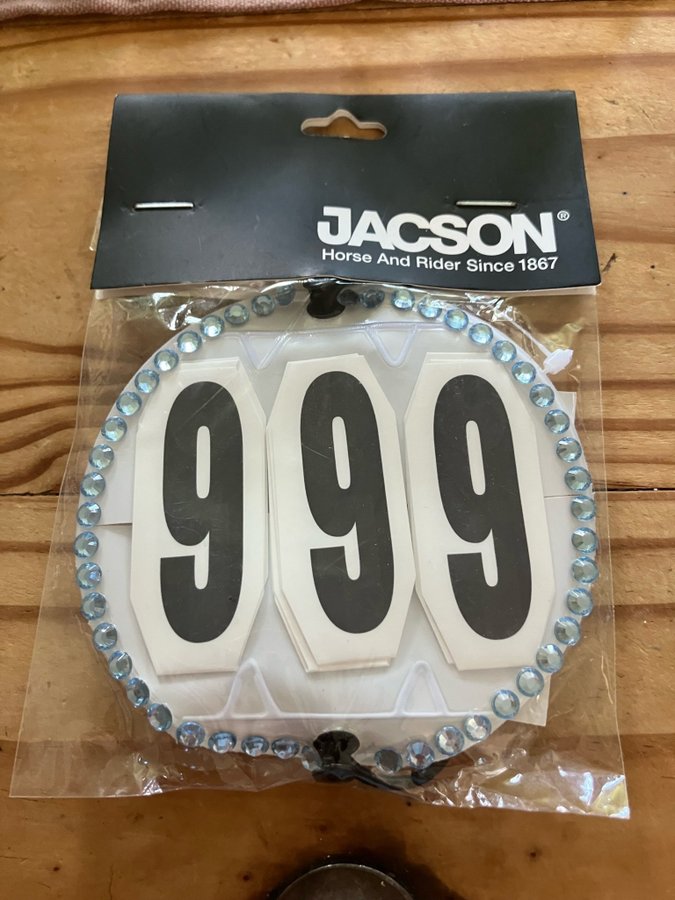 JACSON®
Horse And Rider Since 1867
999